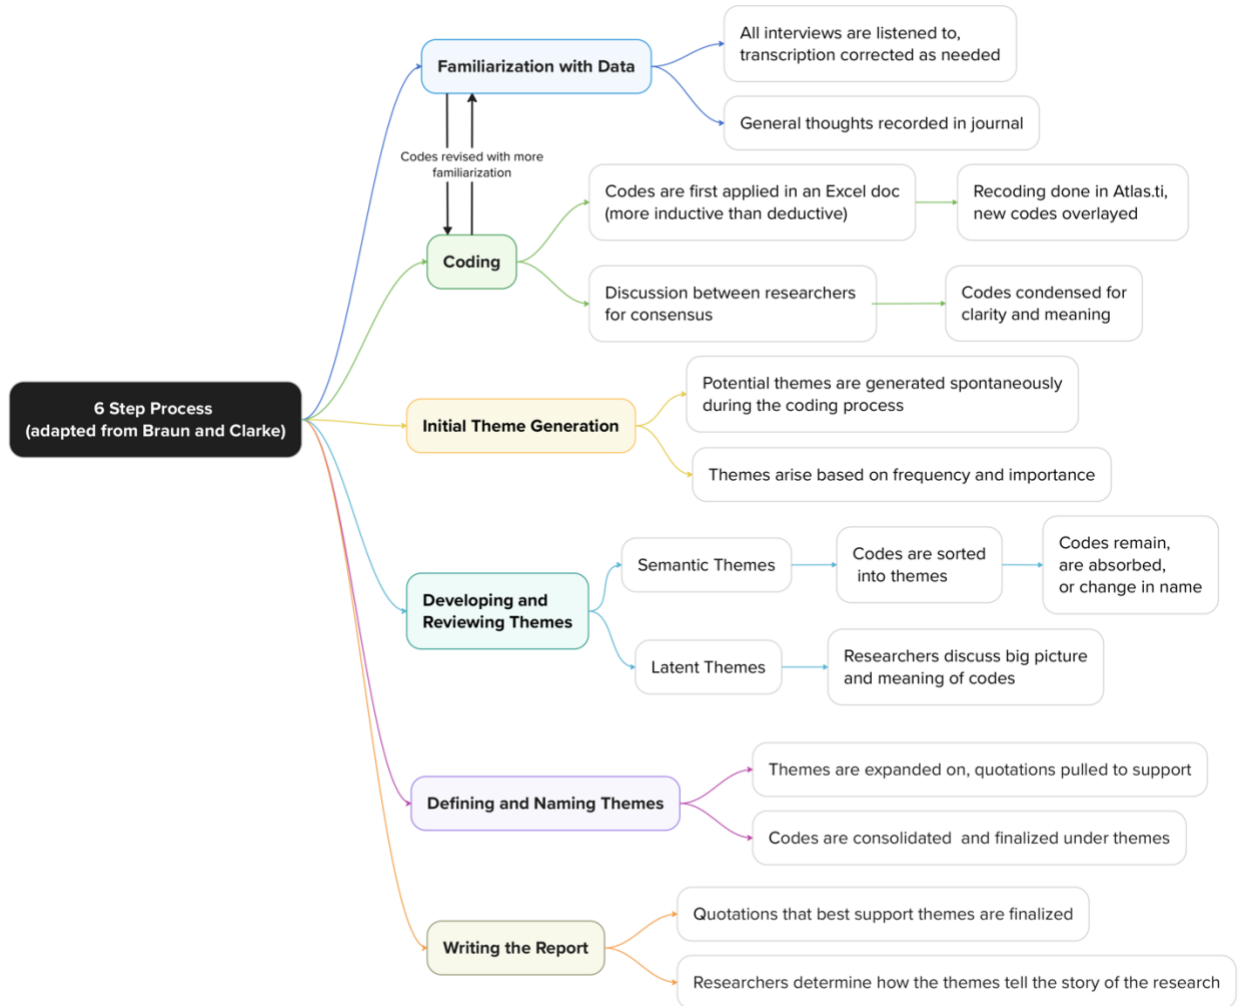 All interviews are listened to,
transcription corrected as needed
Familiarization with Data
General thoughts recorded in journal
Codes revised with more
familiarization
Codes are first applied in an Excel doc
(more inductive than deductive)
Recoding done in Atlas.ti,
new codes overlayed
Coding
Discussion between researchers
for consensus
Codes condensed for
clarity and meaning
6 Step Process
(adapted from Braun and Clarke)
Potential themes are generated spontaneously
during the coding process
Initial Theme Generation
Themes arise based on frequency and importance
Semantic Themes
Codes are sorted
into themes
Codes remain,
are absorbed,
or change in name
Developing and
Reviewing Themes
Latent Themes
Researchers discuss big picture
and meaning of codes
Themes are expanded on, quotations pulled to support
Defining and Naming Themes
Codes are consolidated  and finalized under themes
Quotations that best support themes are finalized
Writing the Report
Researchers determine how the themes tell the story of the research